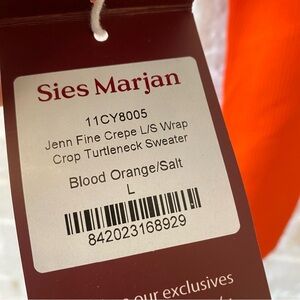 Sies Marjan
11CY8005
Jenn Fine Crepe L/S Wrap
Crop Turtleneck Sweater
Blood Orange/Salt
L
842023168929
our exclusives